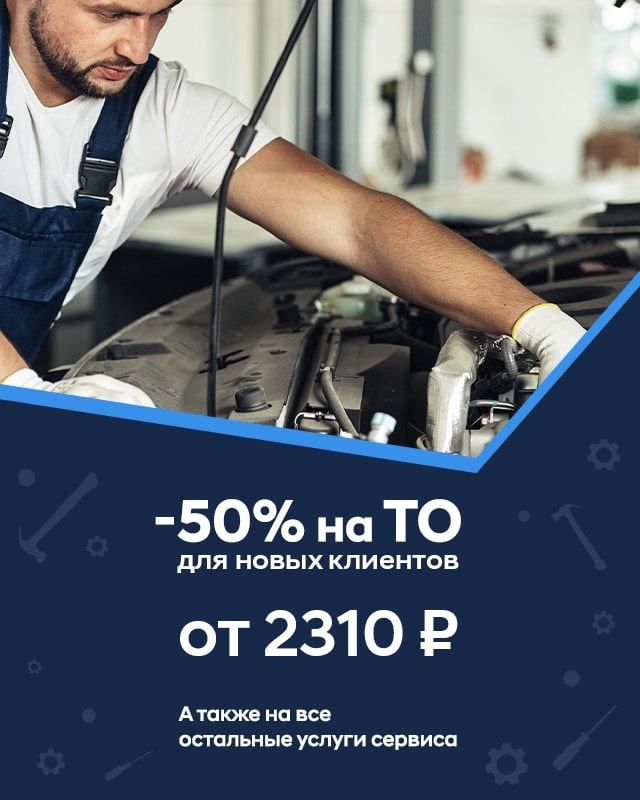 -50% на ТО
для новых клиентов
от 2310 ₽
А также на все
остальные услуги сервиса